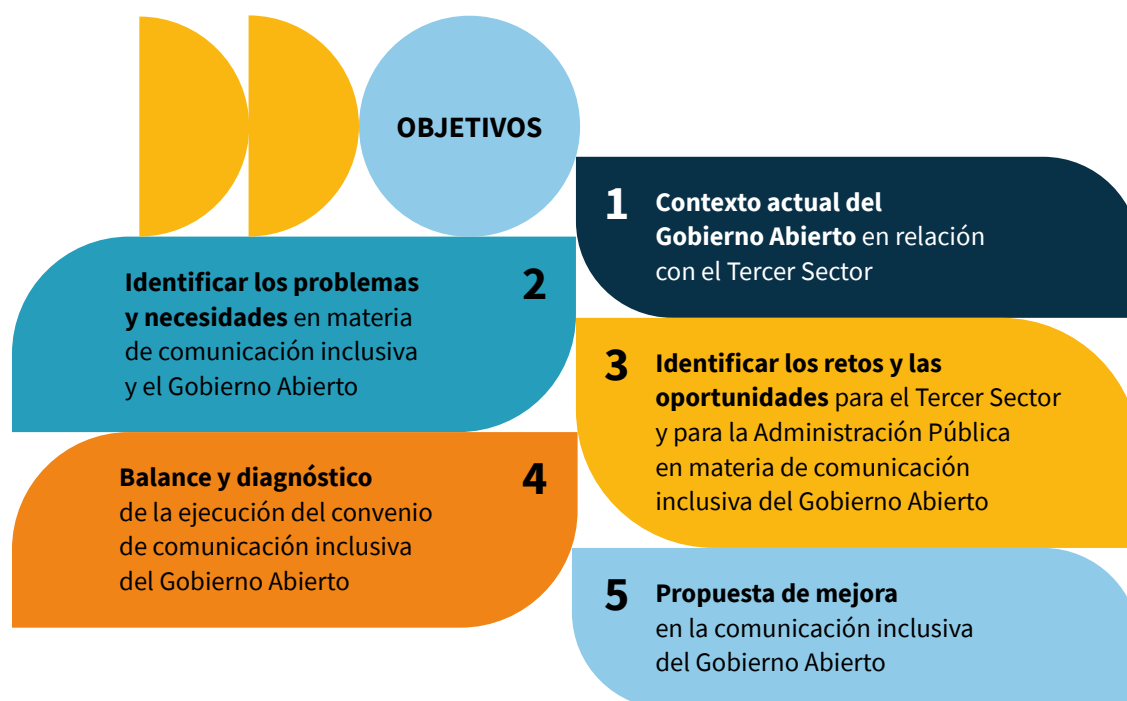 OBJETIVOS
1
Contexto actual del
Gobierno Abierto en relación
con el Tercer Sector
2
Identificar los problemas
y necesidades en materia
de comunicación inclusiva
y el Gobierno Abierto
3
Identificar los retos y las
oportunidades para el Tercer Sector
y para la Administración Pública
en materia de comunicación
inclusiva del Gobierno Abierto
4
Balance y diagnóstico
de la ejecución del convenio
de comunicación inclusiva
del Gobierno Abierto
5
Propuesta de mejora
en la comunicación inclusiva
del Gobierno Abierto